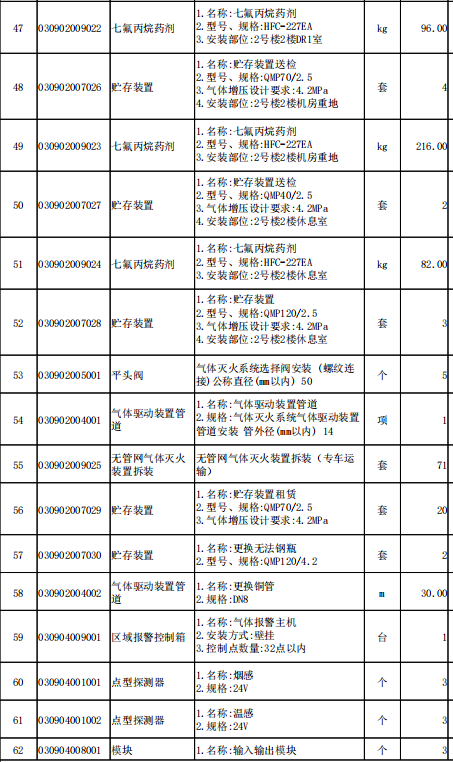 47 030902009022 七氟丙烷药剂 1.名称:七氟丙烷药剂
2.型号、规格:HFC-227EA
3.安装部位:2号楼2楼DR1室 kg 96.00
48 030902007026 贮存装置 1.名称:贮存装置送检
2.型号、规格:QMP70/2.5
3.气体增压设计要求:4.2MPa
4.安装部位:2号楼2楼机房重地 套 4
49 030902009023 七氟丙烷药剂 1.名称:七氟丙烷药剂
2.型号、规格:HFC-227EA
3.安装部位:2号楼2楼机房重地 kg 216.00
50 030902007027 贮存装置 1.名称:贮存装置送检
2.型号、规格:QMP40/2.5
3.气体增压设计要求:4.2MPa
4.安装部位:2号楼2楼休息室 套 2
51 030902009024 七氟丙烷药剂 1.名称:七氟丙烷药剂
2.型号、规格:HFC-227EA
3.安装部位:2号楼2楼休息室 kg 82.00
52 030902007028 贮存装置 1.名称:贮存装置
2.型号、规格:QMP120/2.5
3.气体增压设计要求:4.2MPa
4.安装部位:2号楼2楼休息室 套 3
53 030902005001 平头阀 气体灭火系统选择阀安装 (螺纹连
接)公称直径(mm以内) 50 个 5
54 030902004001 气体驱动装置管
道 1.名称:气体驱动装置管道
2.规格:气体灭火系统气体驱动装置
管道安装 管外径(mm以内) 14 项 1
55 030902009025 无管网气体灭火
装置拆装 无管网气体灭火装置拆装（专车运
输） 套 71
56 030902007029 贮存装置 1.名称:贮存装置租赁
2.型号、规格:QMP70/2.5
3.气体增压设计要求:4.2MPa 套 20
57 030902007030 贮存装置 1.名称:更换无法钢瓶
2.型号、规格:QMP120/4.2 套 2
58 030902004002 气体驱动装置管
道 1.名称:更换铜管
2.规格:DN8 m 30.00
59 030904009001 区域报警控制箱 1.名称:气体报警主机
2.安装方式:壁挂
3.控制点数量:32点以内 台 1
60 030904001001 点型探测器 1.名称:烟感
2.规格:24V 个 3
61 030904001002 点型探测器 1.名称:温感
2.规格:24V 个 3
62 030904008001 模块 1.名称:输入输出模块 个 3